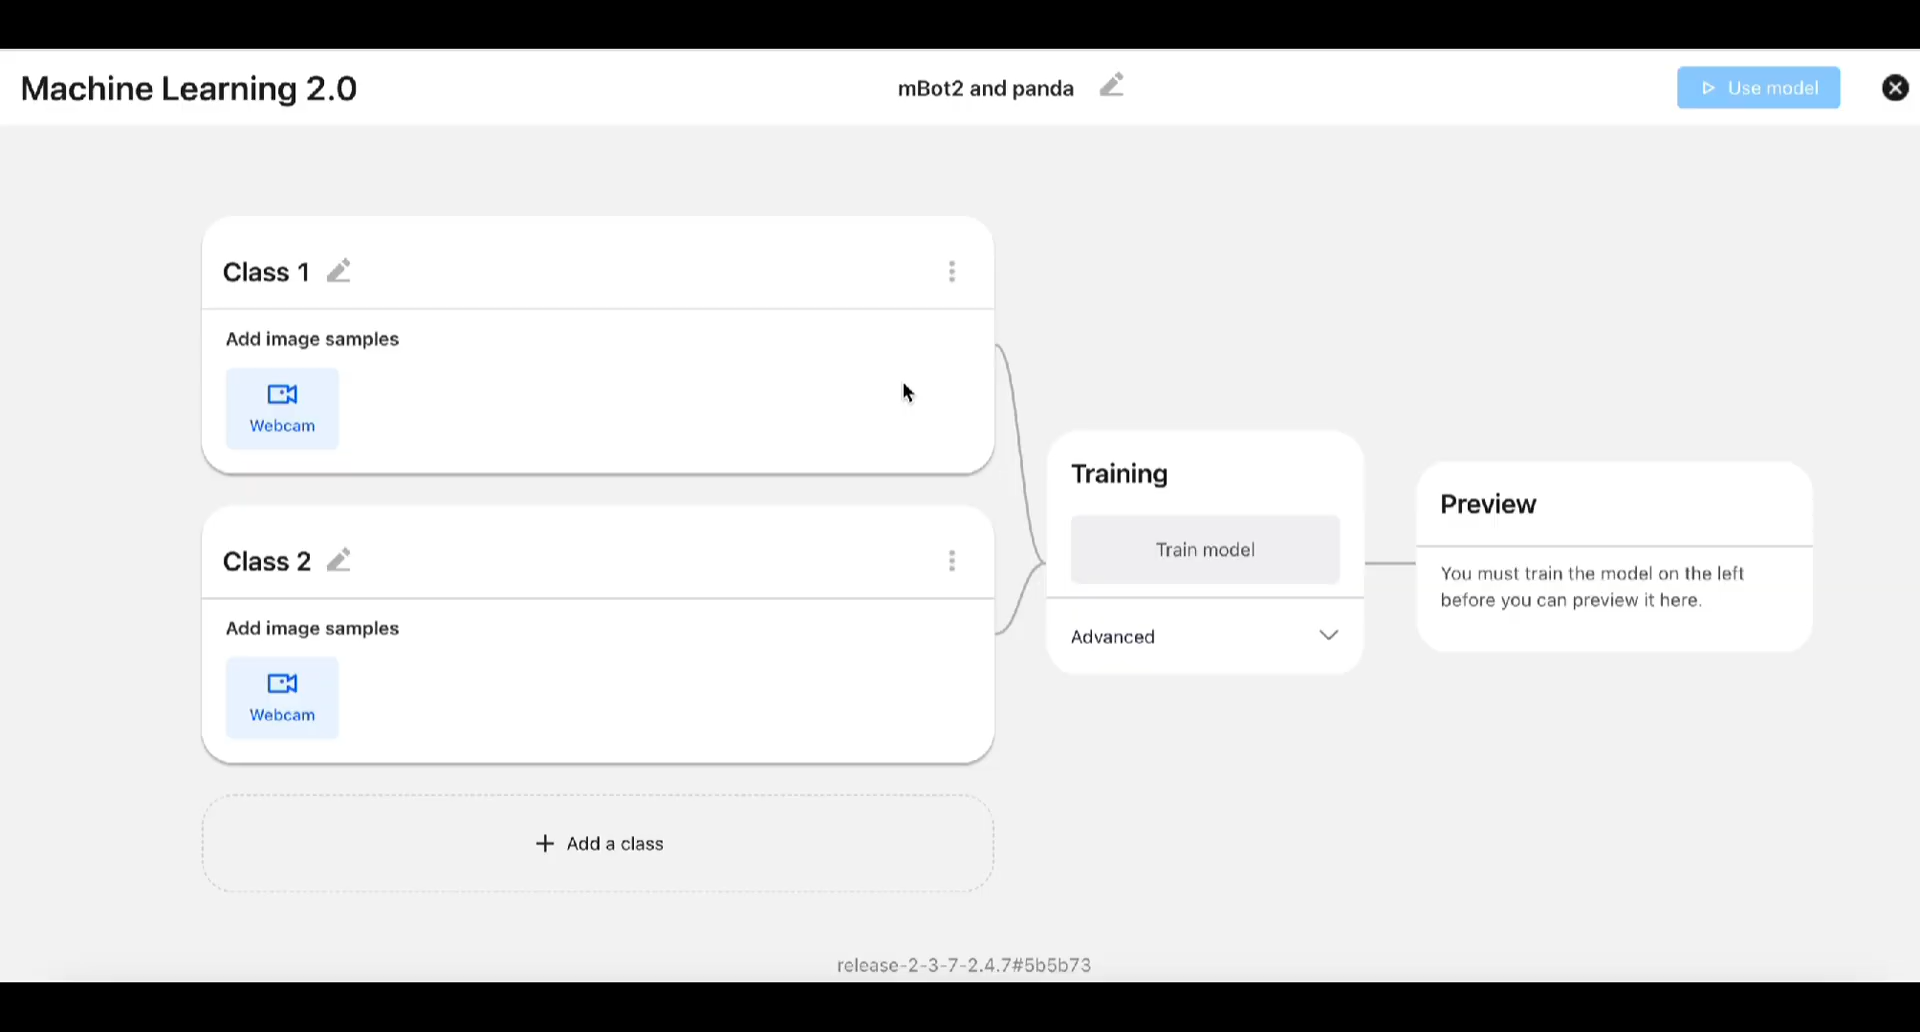 Machine Learning 2.0
mBot2 and panda
Use model
Class 1
Add image samples
Webcam
Class 2
Add image samples
Webcam
Add a class
Training
Train model
Advanced
Preview
You must train the model on the left
before you can preview it here.
release-2-3-7-2.4.7#5b5b73